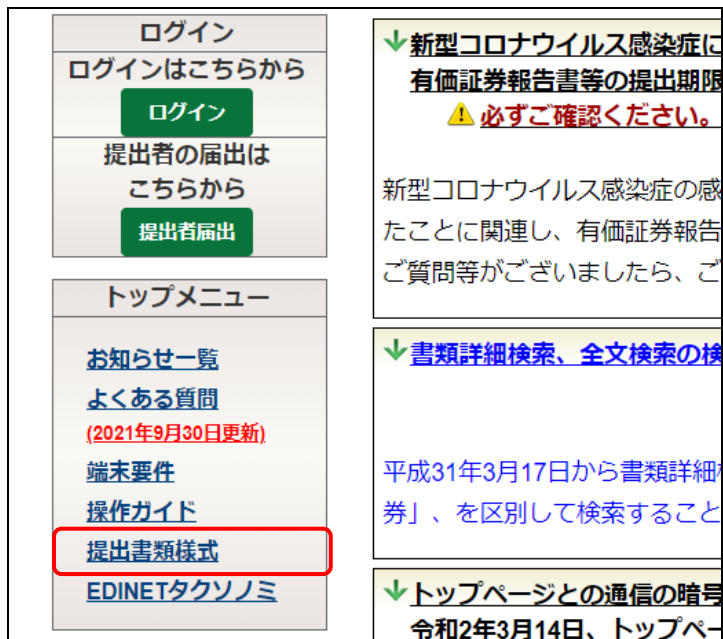 ログイン
ログインはこちらから
ログイン
提出者の届出は
こちらから
提出者届出
トップメニュー
お知らせ一覧
よくある質問
(2021年9月30日更新)
端末要件
操作ガイド
提出書類様式
EDINETタクソノミ
新型コロナウイルス感染症に
有価証券報告書等の提出期限
必ずご確認ください。
新型コロナウイルス感染症の感
たことに関連し、有価証券報告
ご質問等がございましたら、ご
書類詳細検索、全文検索の検
平成31年3月17日から書類詳細
券」、を区別して検索すること
トップページとの通信の暗号
令和2年3月14日、トップペー